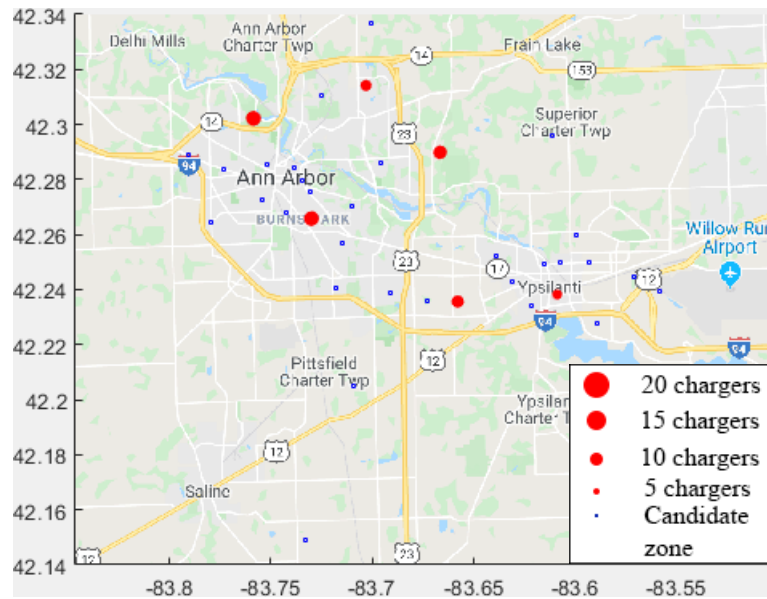 42.34
42.32
42.3
42.28
42.26
42.24
42.22
42.2
42.18
42.16
42.14
Delhi Mills
Ann Arbor
Charter Twp
14
Frain Lake
153
14
23
Superior
Charter Twp
94
Ann Arbor
BURNS PARK
Willow Run
Airport
23
17
12
Ypsilanti
94
94
12
Pittsfield
Charter Twp
Ypsilan
Charter T
12
Saline
12
23
20 chargers
15 chargers
10 chargers
5 chargers
Candidate
zone
-83.8
-83.75
-83.7
-83.65
-83.6
-83.55